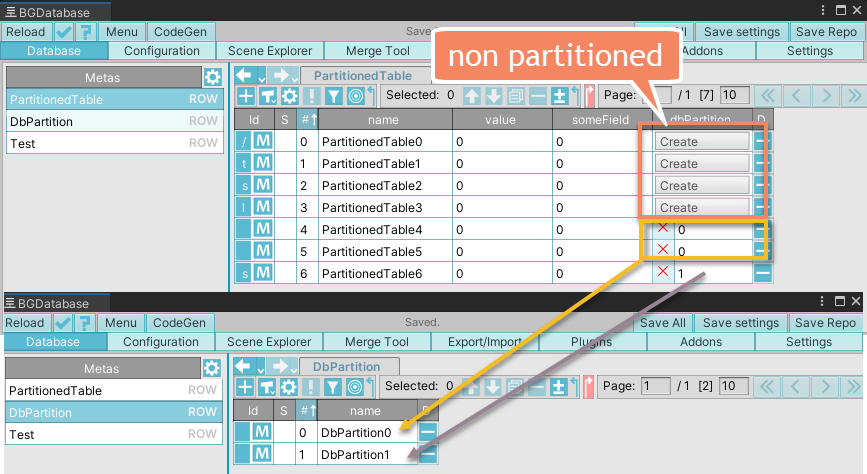 BGDatabase
Reload Menu CodeGen Saved. Save settings Save Repo
Database Configuration Scene Explorer Merge Tool Addons Settings
non partitioned
Metas
PartitionedTable ROW
DbPartition ROW
Test ROW
PartitionedTable
Selected: 0 Page: / 1 [7] 10
Id S # name value someField dbPartition D
/ M 0 PartitionedTable0 0 0 Create
t M 1 PartitionedTable1 0 0 Create
s M 2 PartitionedTable2 0 0 Create
l M 3 PartitionedTable3 0 0 Create
M 4 PartitionedTable4 0 0 0
M 5 PartitionedTable5 0 0 0
s M 6 PartitionedTable6 0 0 1
BGDatabase
Reload Menu CodeGen Saved. Save All Save settings Save Repo
Database Configuration Scene Explorer Merge Tool Export/Import Plugins Addons Settings
Metas
PartitionedTable ROW
DbPartition ROW
Test ROW
DbPartition
Selected: 0 Page: 1 / 1 [2] 10
Id S # name D
M 0 DbPartition0
M 1 DbPartition1